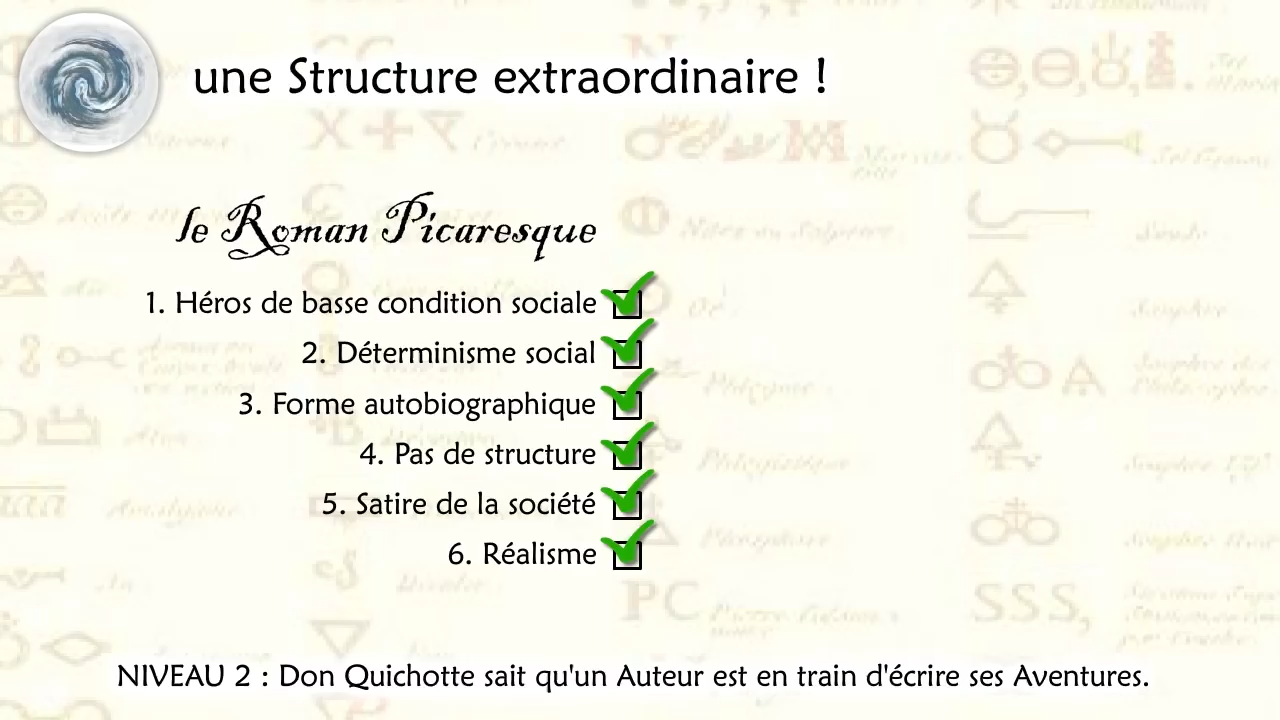 une Structure extraordinaire !
le Roman Picaresque
1. Héros de basse condition sociale
2. Déterminisme social
3. Forme autobiographique
4. Pas de structure
5. Satire de la société
6. Réalisme
NIVEAU 2 : Don Quichotte sait qu'un Auteur est en train d'écrire ses Aventures.